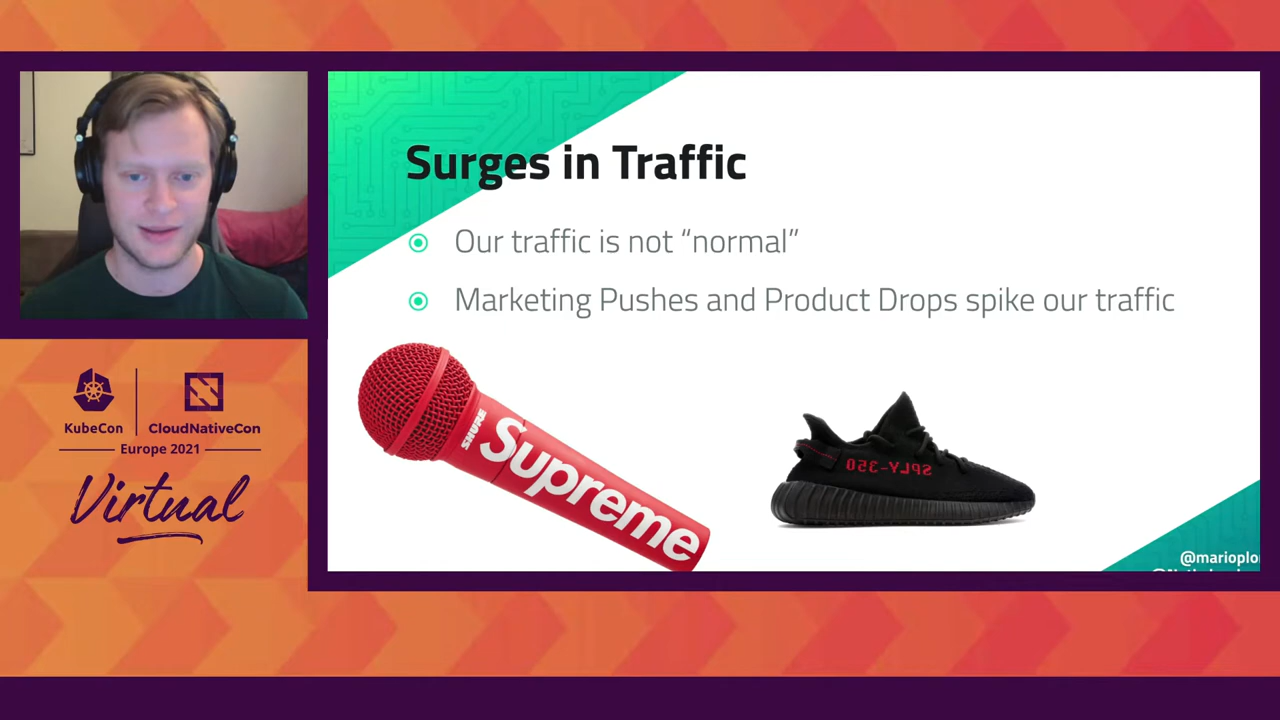 Surges in Traffic
Our traffic is not “normal”
Marketing Pushes and Product Drops spike our traffic
SHURE
Supreme
SPLY-350
@marioplo
KubeCon
CloudNativeCon
Europe 2021
Virtual